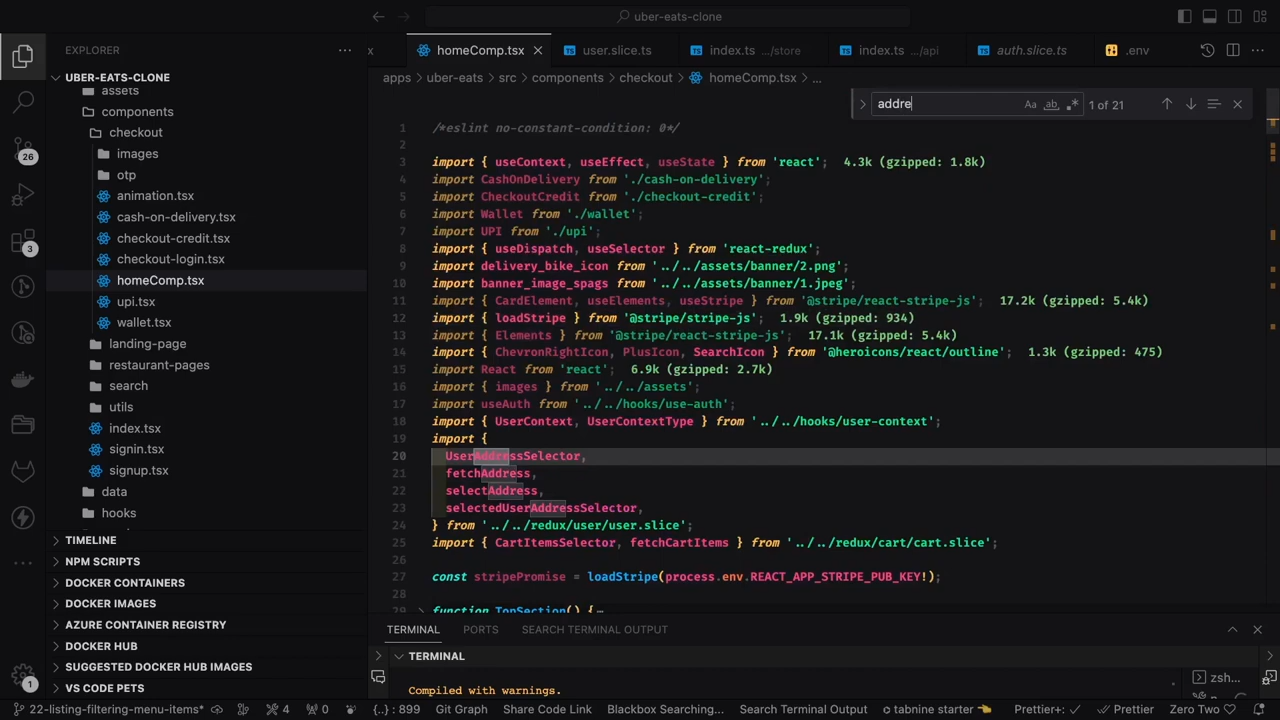 uber-eats-clone
EXPLORER
homeComp.tsx
user.slice.ts
index.ts .../store
index.ts .../api
auth.slice.ts
.env
UBER-EATS-CLONE
apps > uber-eats > src > components > checkout > homeComp.tsx > ...
assets
components
checkout
images
otp
animation.tsx
cash-on-delivery.tsx
checkout-credit.tsx
checkout-login.tsx
homeComp.tsx
upi.tsx
wallet.tsx
landing-page
restaurant-pages
search
utils
index.tsx
signin.tsx
signup.tsx
data
hooks
TIMELINE
NPM SCRIPTS
DOCKER CONTAINERS
DOCKER IMAGES
AZURE CONTAINER REGISTRY
DOCKER HUB
SUGGESTED DOCKER HUB IMAGES
VS CODE PETS
26
3
1
addre
Aa ab .* 1 of 21
1 /*eslint no-constant-condition: 0*/
2
3 import { useContext, useEffect, useState } from 'react'; 4.3k (gzipped: 1.8k)
4 import CashOnDelivery from './cash-on-delivery';
5 import CheckoutCredit from './checkout-credit';
6 import Wallet from './wallet';
7 import UPI from './upi';
8 import { useDispatch, useSelector } from 'react-redux';
9 import delivery_bike_icon from '../../assets/banner/2.png';
10 import banner_image_spags from '../../assets/banner/1.jpeg';
11 import { CardElement, useElements, useStripe } from '@stripe/react-stripe-js'; 17.2k (gzipped: 5.4k)
12 import { loadStripe } from '@stripe/stripe-js'; 1.9k (gzipped: 934)
13 import { Elements } from '@stripe/react-stripe-js'; 17.1k (gzipped: 5.4k)
14 import { ChevronRightIcon, PlusIcon, SearchIcon } from '@heroicons/react/outline'; 1.3k (gzipped: 475)
15 import React from 'react'; 6.9k (gzipped: 2.7k)
16 import { images } from '../../assets';
17 import useAuth from '../../hooks/use-auth';
18 import { UserContext, UserContextType } from '../../hooks/user-context';
19 import {
20 UserAddressSelector,
21 fetchAddress,
22 selectAddress,
23 selectedUserAddressSelector,
24 } from '../../redux/user/user.slice';
25 import { CartItemsSelector, fetchCartItems } from '../../redux/cart/cart.slice';
26
27 const stripePromise = loadStripe(process.env.REACT_APP_STRIPE_PUB_KEY!);
29 function TopSection() {…
TERMINAL PORTS SEARCH TERMINAL OUTPUT
TERMINAL
Compiled with warnings.
zsh...
22-listing-filtering-menu-items* 4 0 {..} : 899 Git Graph Share Code Link Blackbox Searching... Search Terminal Output tabnine starter Prettier+: ✓ Prettier Zero Two